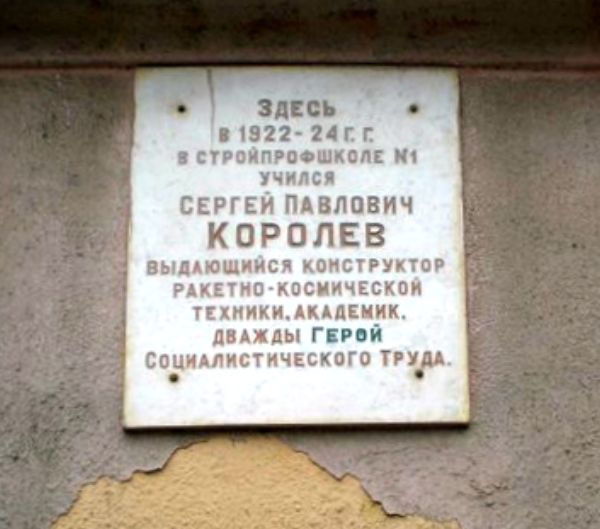 ЗДЕСЬ
В 1922-24 Г. Г.
В СТРОЙПРОФШКОЛЕ №1
УЧИЛСЯ
СЕРГЕЙ ПАВЛОВИЧ
КОРОЛЕВ
ВЫДАЮЩИЙСЯ КОНСТРУКТОР
РАКЕТНО-КОСМИЧЕСКОЙ
ТЕХНИКИ, АКАДЕМИК,
ДВАЖДЫ ГЕРОЙ
СОЦИАЛИСТИЧЕСКОГО ТРУДА.